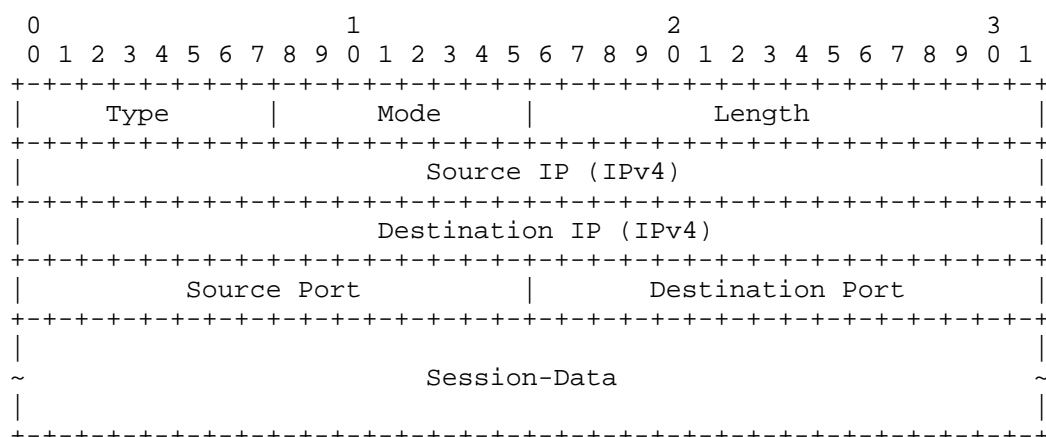 0                   1                   2                   3
 0 1 2 3 4 5 6 7 8 9 0 1 2 3 4 5 6 7 8 9 0 1 2 3 4 5 6 7 8 9 0 1
+-+-+-+-+-+-+-+-+-+-+-+-+-+-+-+-+-+-+-+-+-+-+-+-+-+-+-+-+-+-+-+-+
|     Type      |      Mode     |           Length              |
+-+-+-+-+-+-+-+-+-+-+-+-+-+-+-+-+-+-+-+-+-+-+-+-+-+-+-+-+-+-+-+-+
|                         Source IP (IPv4)                      |
+-+-+-+-+-+-+-+-+-+-+-+-+-+-+-+-+-+-+-+-+-+-+-+-+-+-+-+-+-+-+-+-+
|                      Destination IP (IPv4)                    |
+-+-+-+-+-+-+-+-+-+-+-+-+-+-+-+-+-+-+-+-+-+-+-+-+-+-+-+-+-+-+-+-+
|          Source Port          |       Destination Port        |
+-+-+-+-+-+-+-+-+-+-+-+-+-+-+-+-+-+-+-+-+-+-+-+-+-+-+-+-+-+-+-+-+
|                                                               |
~                         Session-Data                          ~
|                                                               |
+-+-+-+-+-+-+-+-+-+-+-+-+-+-+-+-+-+-+-+-+-+-+-+-+-+-+-+-+-+-+-+-+